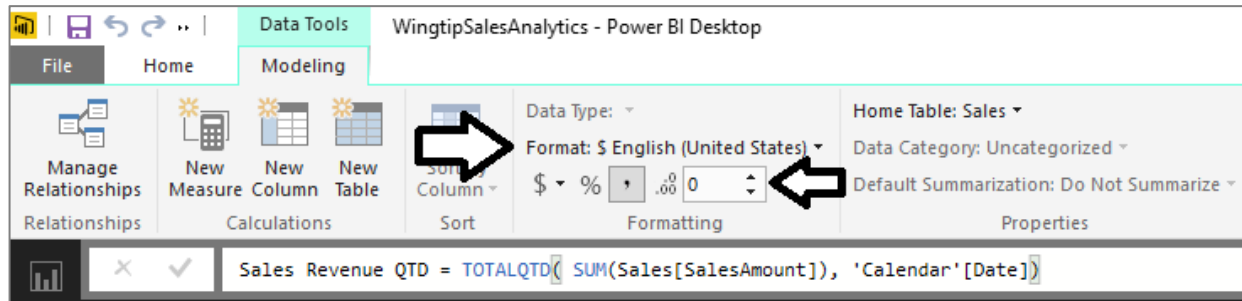 Data Tools WingtipSalesAnalytics - Power BI Desktop
File Home Modeling
Data Type:
Home Table: Sales
Format: $ English (United States)
Data Category: Uncategorized
Manage Relationships
New Measure
New Column
New Table
Column
$ % , .00 0
Default Summarization: Do Not Summarize
Relationships Calculations Sort Formatting Properties
Sales Revenue QTD = TOTALQTD( SUM(Sales[SalesAmount]), 'Calendar'[Date])